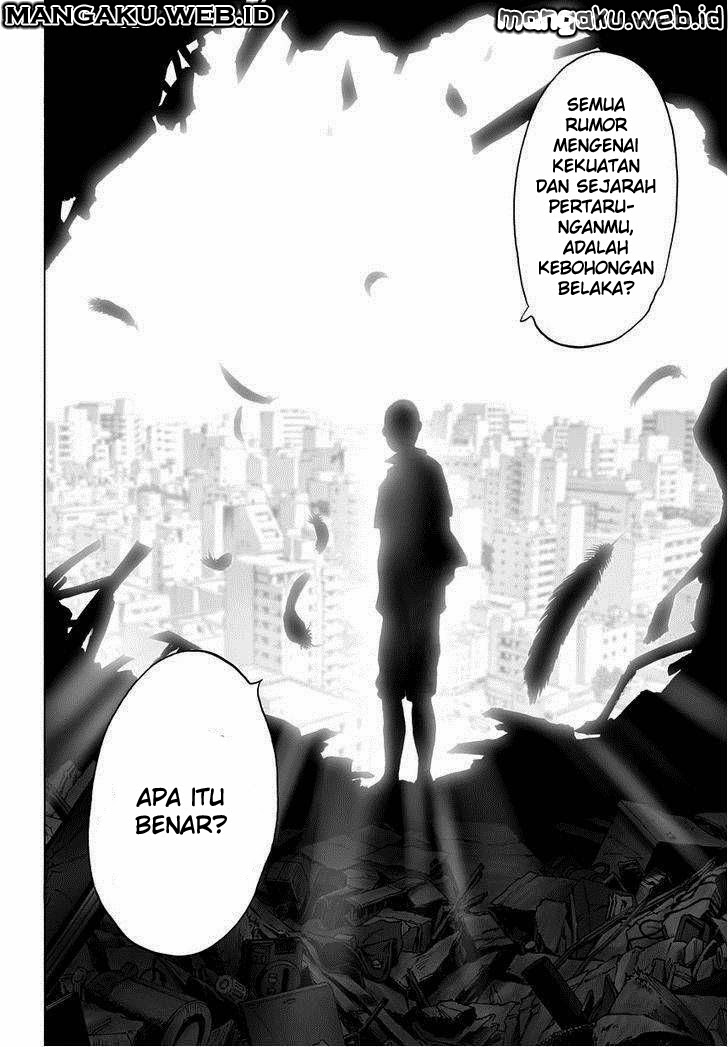 MANGAKU.WEB.ID
mangaku.web.id
SEMUA
RUMOR
MENGENAI
KEKUATAN
DAN SEJARAH
PERTARU-
NGANMU,
ADALAH
KEBOHONGAN
BELAKA?
APA ITU
BENAR?